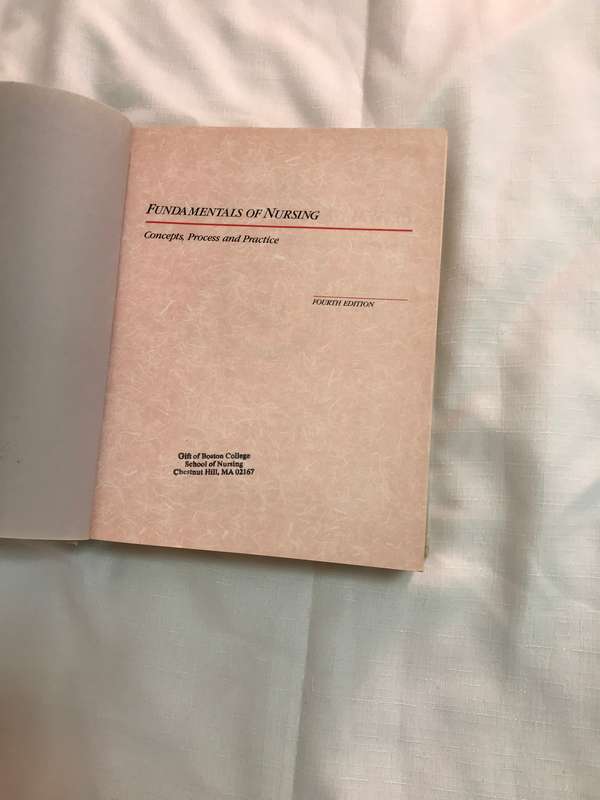 FUNDAMENTALS OF NURSING
Concepts, Process and Practice
FOURTH EDITION
Gift of Boston College
School of Nursing
Chestnut Hill, MA 02167